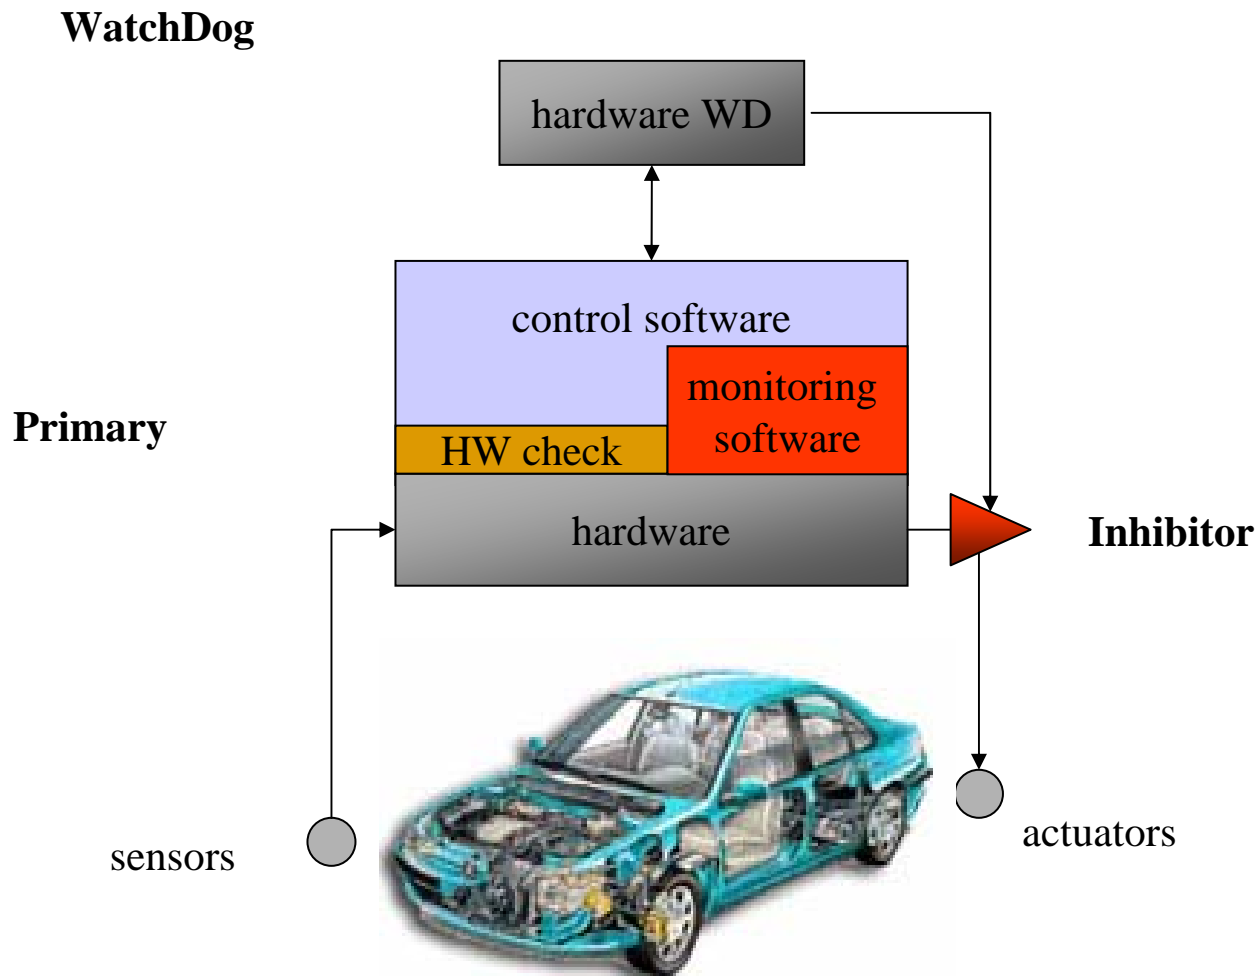 WatchDog
hardware WD
control software
monitoring
software
Primary
HW check
hardware
Inhibitor
sensors
actuators